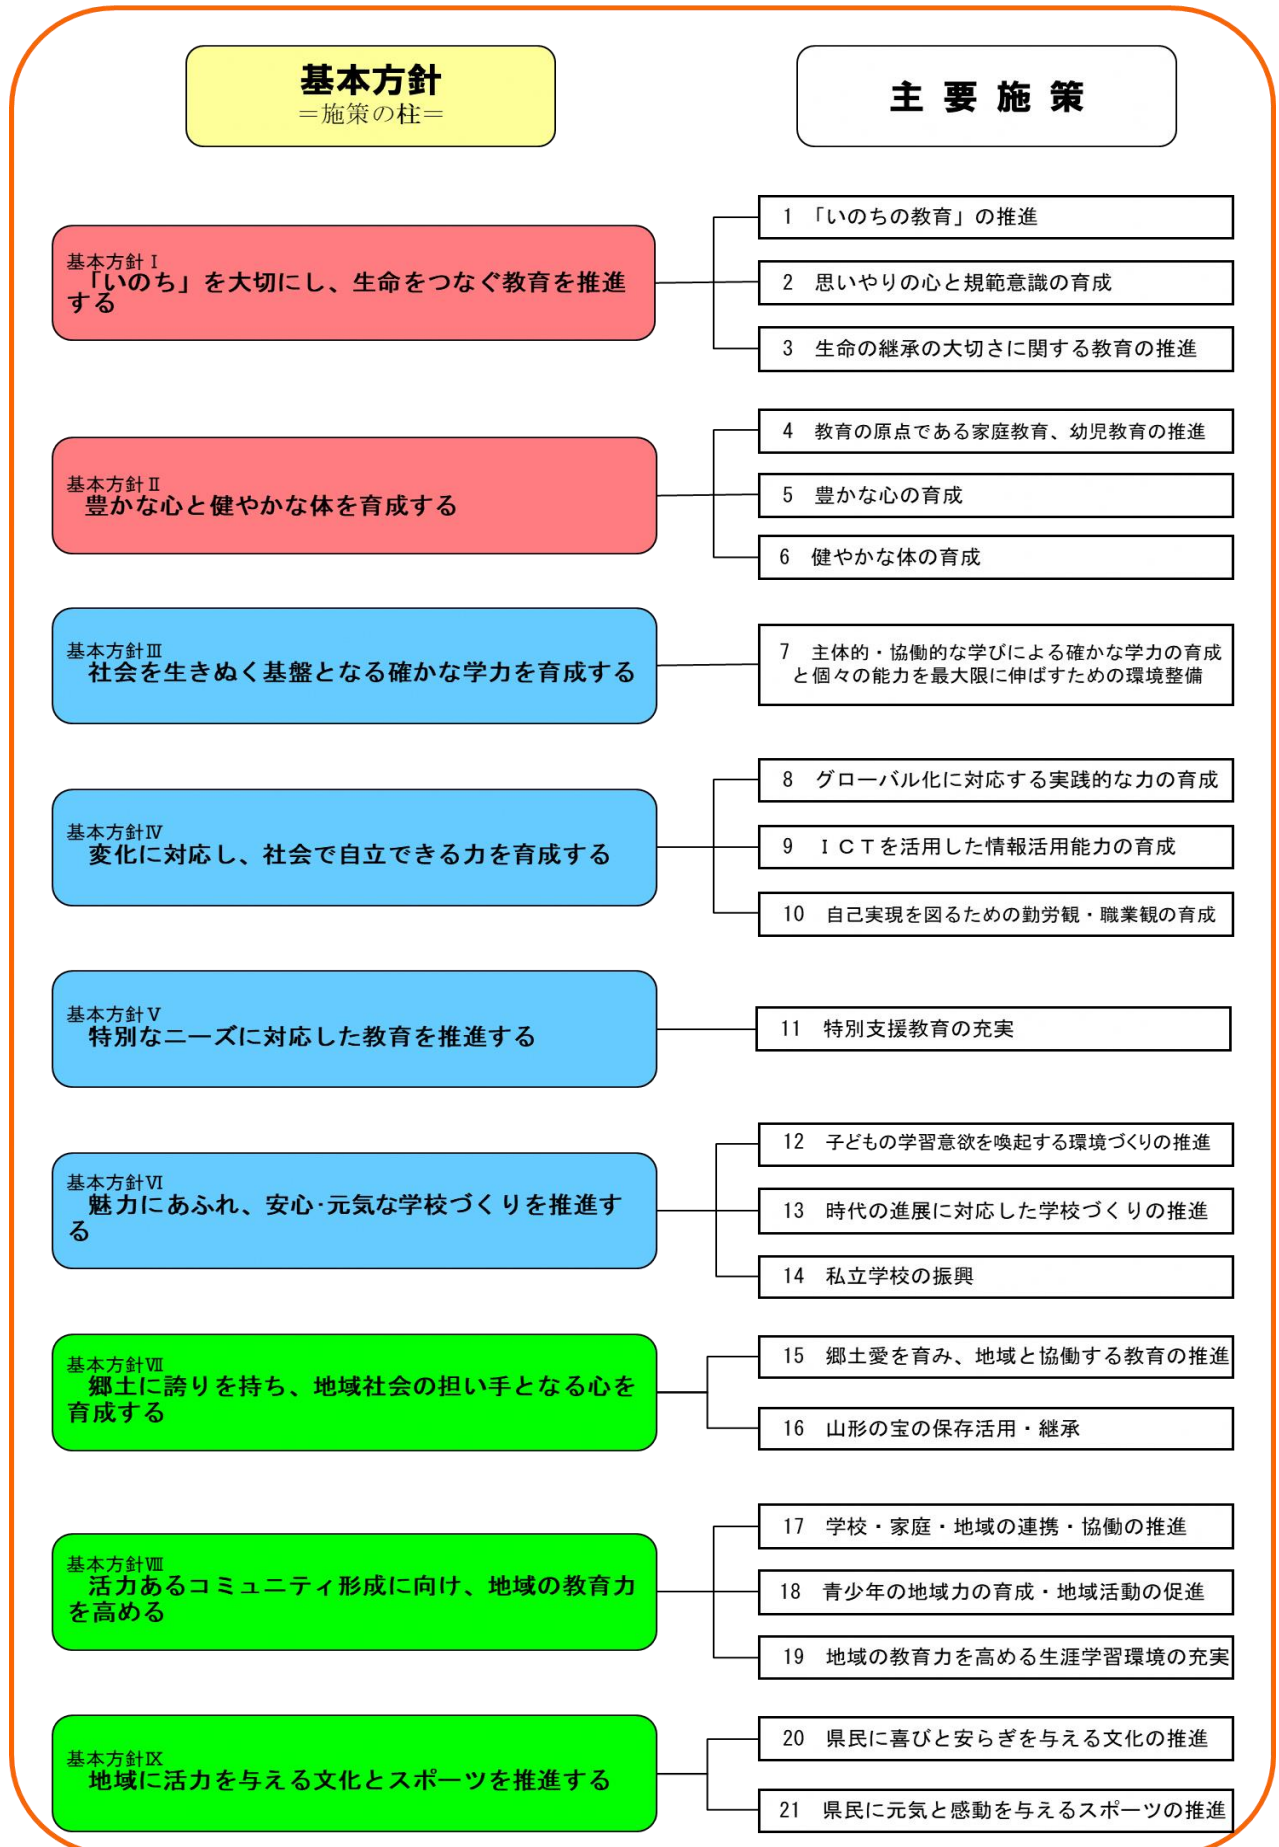 基本方針
＝施策の柱＝
主 要 施 策
基本方針Ⅰ
「いのち」を大切にし、生命をつなぐ教育を推進
する
1 「いのちの教育」の推進
2 思いやりの心と規範意識の育成
3 生命の継承の大切さに関する教育の推進
基本方針Ⅱ
豊かな心と健やかな体を育成する
4 教育の原点である家庭教育、幼児教育の推進
5 豊かな心の育成
6 健やかな体の育成
基本方針Ⅲ
社会を生きぬく基盤となる確かな学力を育成する
7 主体的・協働的な学びによる確かな学力の育成
と個々の能力を最大限に伸ばすための環境整備
基本方針Ⅳ
変化に対応し、社会で自立できる力を育成する
8 グローバル化に対応する実践的な力の育成
9 ＩＣＴを活用した情報活用能力の育成
10 自己実現を図るための勤労観・職業観の育成
基本方針Ⅴ
特別なニーズに対応した教育を推進する
11 特別支援教育の充実
基本方針Ⅵ
魅力にあふれ、安心･元気な学校づくりを推進す
る
12 子どもの学習意欲を喚起する環境づくりの推進
13 時代の進展に対応した学校づくりの推進
14 私立学校の振興
基本方針Ⅶ
郷土に誇りを持ち、地域社会の担い手となる心を
育成する
15 郷土愛を育み、地域と協働する教育の推進
16 山形の宝の保存活用・継承
基本方針Ⅷ
活力あるコミュニティ形成に向け、地域の教育力
を高める
17 学校・家庭・地域の連携・協働の推進
18 青少年の地域力の育成・地域活動の促進
19 地域の教育力を高める生涯学習環境の充実
基本方針Ⅸ
地域に活力を与える文化とスポーツを推進する
20 県民に喜びと安らぎを与える文化の推進
21 県民に元気と感動を与えるスポーツの推進